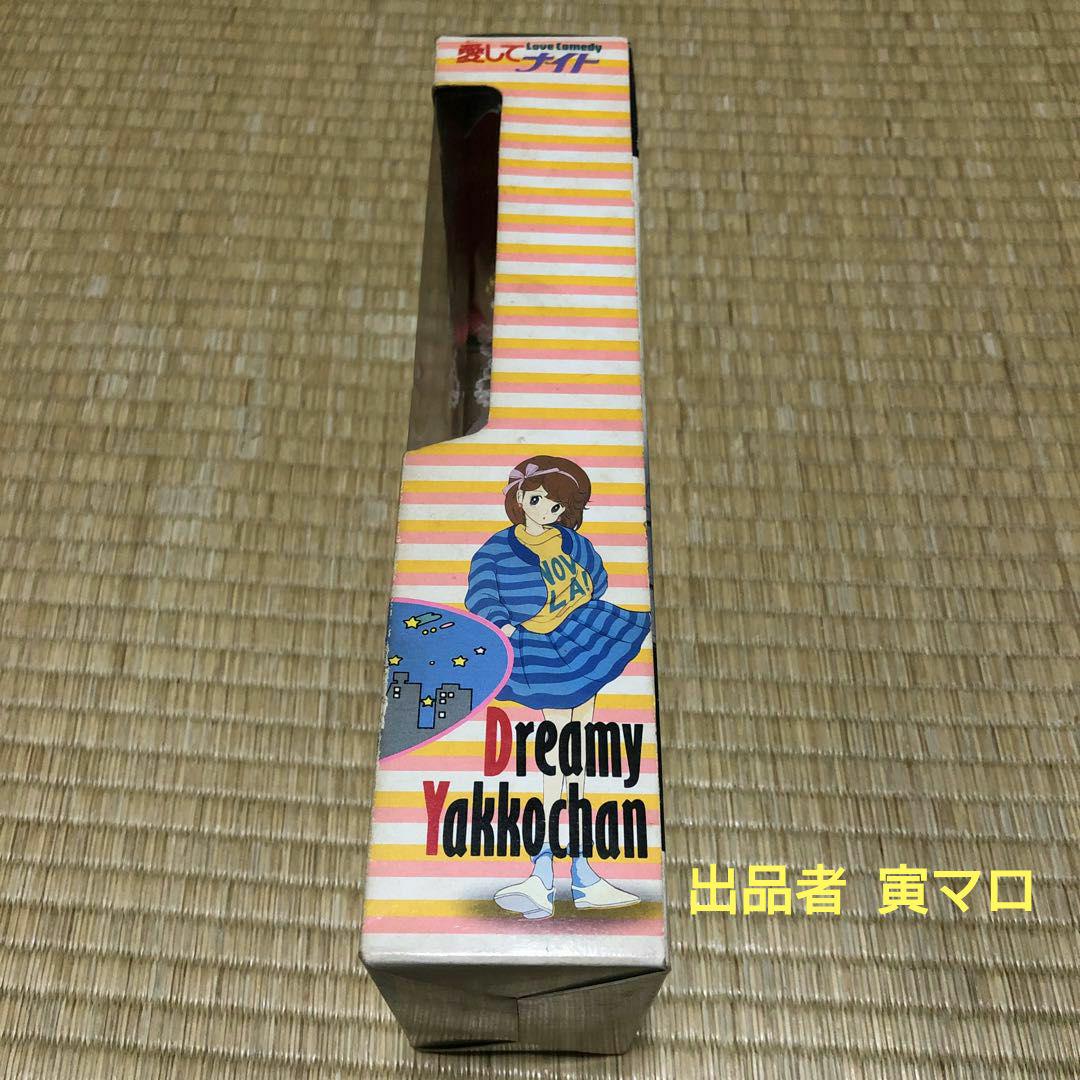 Love Comedy
愛してナイト
NOV
LA!
Dreamy
Yakkochan
出品者 寅マロ